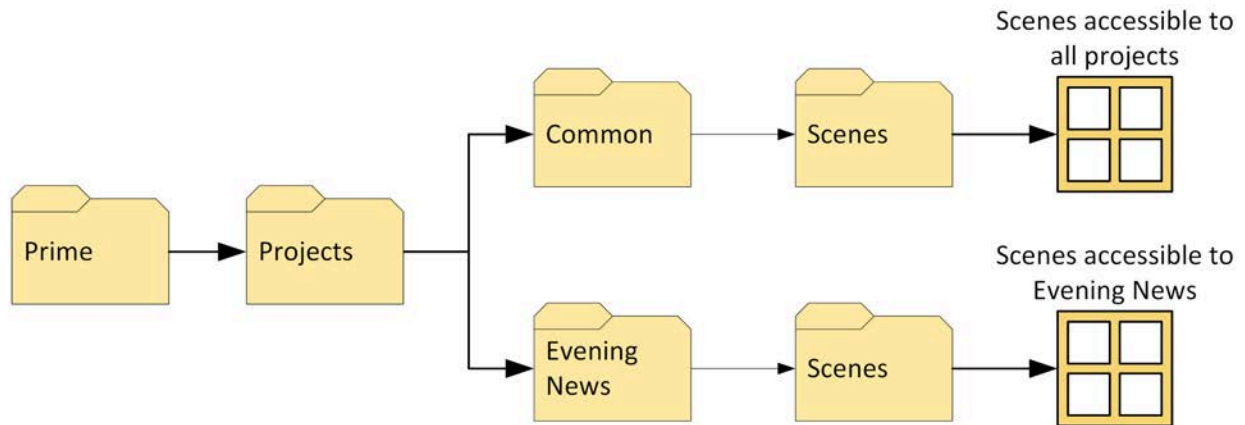 Scenes accessible to
all projects
Common
Scenes
Prime
Projects
Scenes accessible to
Evening News
Evening
News
Scenes